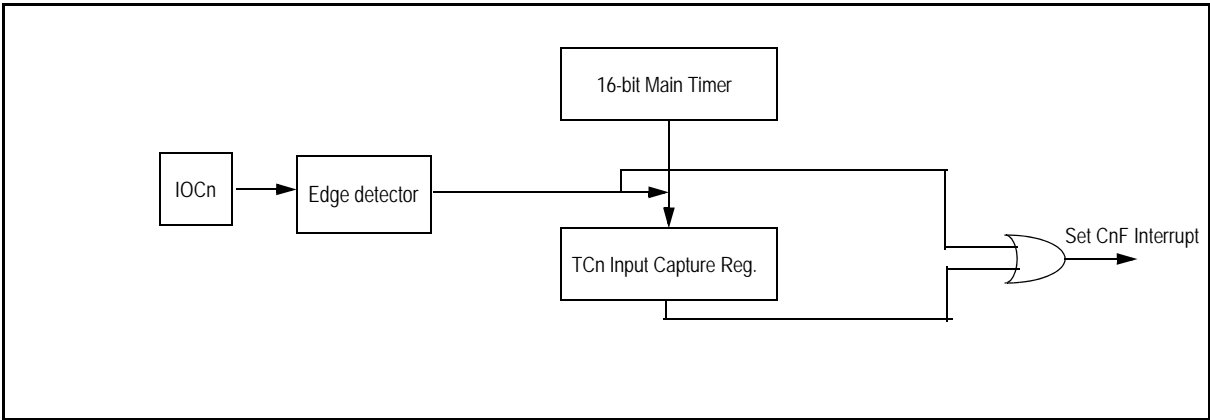 16-bit Main Timer
IOCn
Edge detector
TCn Input Capture Reg.
Set CnF Interrupt